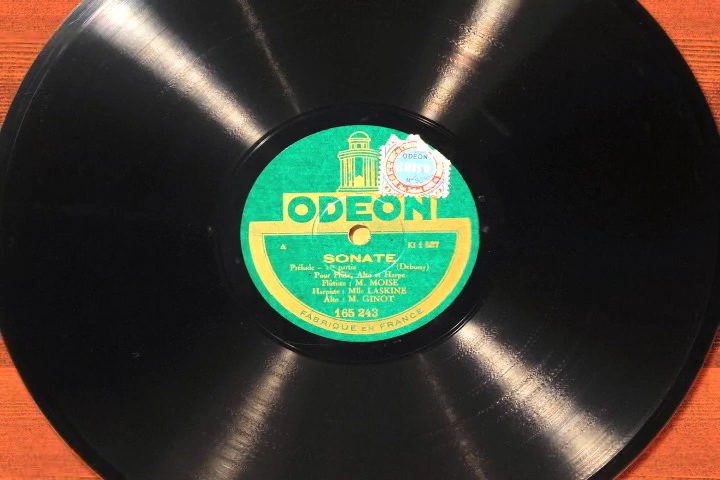 ODEON
ODEON
A KI 1 527
SONATE
Prélude - 1re partie (Debussy)
Pour Flûte, Alto et Harpe
Flûtiste : M. MOISE
Harpiste : Mlle LASKINE
Alto : M. GINOT
165 243
FABRIQUÉ EN FRANCE